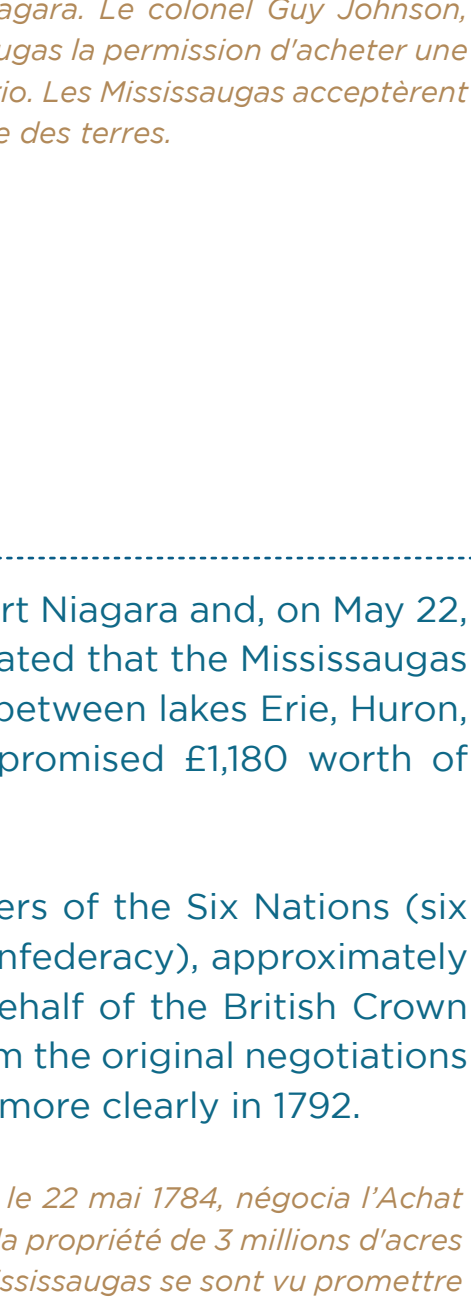 agara. Le colonel Guy Johnson,
ugas la permission d'acheter une
rio. Les Mississaugas acceptèrent
e des terres.
rt Niagara and, on May 22,
ated that the Mississaugas
between lakes Erie, Huron,
promised £1,180 worth of
ers of the Six Nations (six
nfederacy), approximately
ehalf of the British Crown
m the original negotiations
more clearly in 1792.
le 22 mai 1784, négocia l’Achat
la propriété de 3 millions d'acres
ississaugas se sont vu promettre